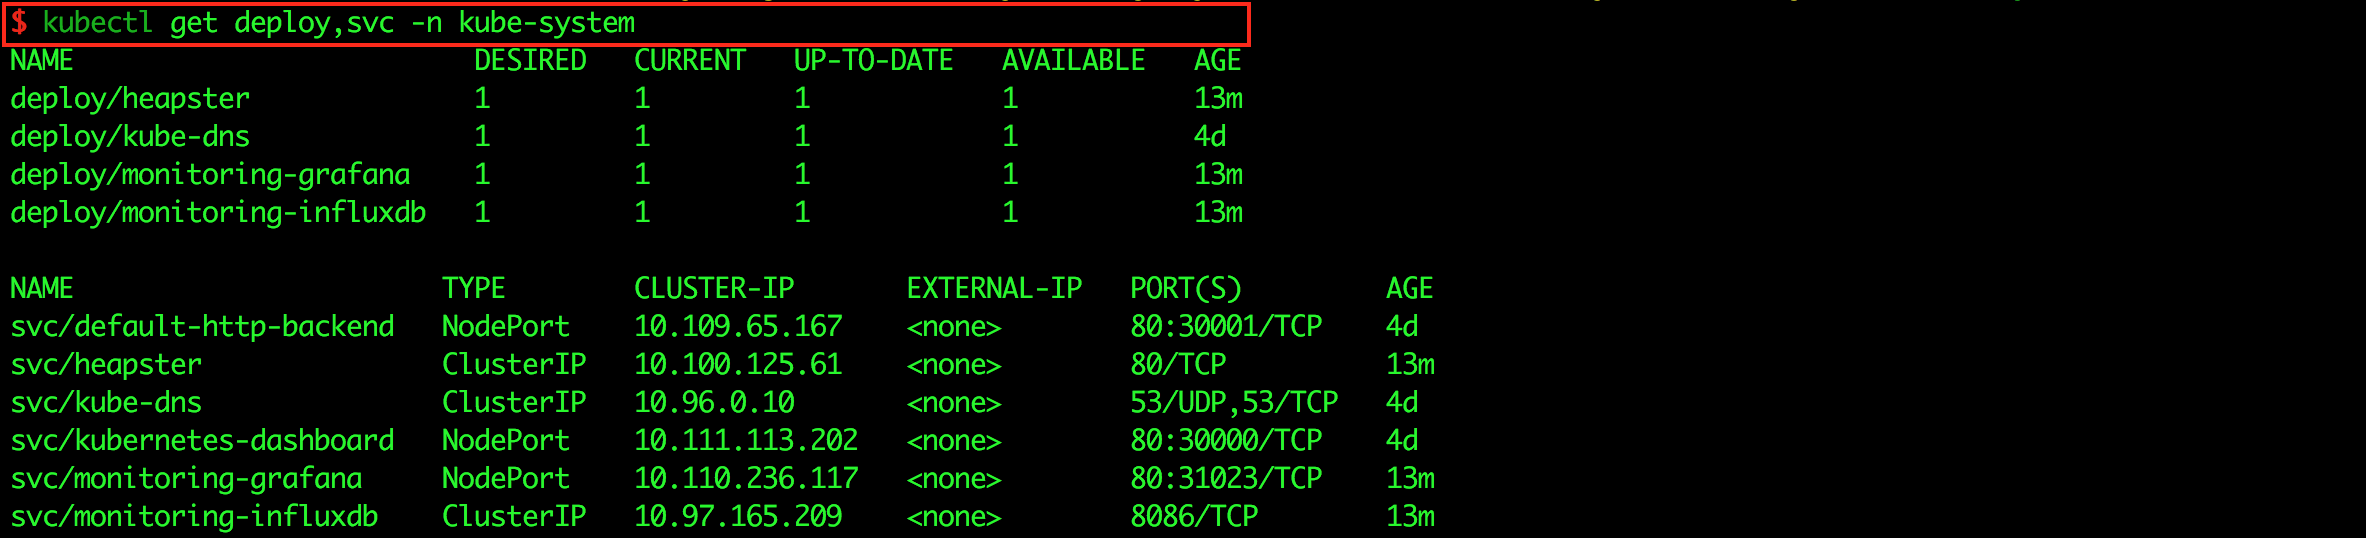 $ kubectl get deploy,svc -n kube-system
NAME DESIRED CURRENT UP-TO-DATE AVAILABLE AGE
deploy/heapster 1 1 1 1 13m
deploy/kube-dns 1 1 1 1 4d
deploy/monitoring-grafana 1 1 1 1 13m
deploy/monitoring-influxdb 1 1 1 1 13m
NAME TYPE CLUSTER-IP EXTERNAL-IP PORT(S) AGE
svc/default-http-backend NodePort 10.109.65.167 <none> 80:30001/TCP 4d
svc/heapster ClusterIP 10.100.125.61 <none> 80/TCP 13m
svc/kube-dns ClusterIP 10.96.0.10 <none> 53/UDP,53/TCP 4d
svc/kubernetes-dashboard NodePort 10.111.113.202 <none> 80:30000/TCP 4d
svc/monitoring-grafana NodePort 10.110.236.117 <none> 80:31023/TCP 13m
svc/monitoring-influxdb ClusterIP 10.97.165.209 <none> 8086/TCP 13m